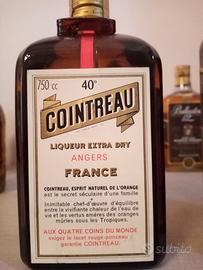 750 cc
40°
COINTREAU
LIQUEUR EXTRA DRY
ANGERS
FRANCE
COINTREAU, ESPRIT NATUREL DE L'ORANGE
est le secret séculaire d'une famille
Inimitable chef-d'œuvre d'équilibre
entre la vivifiante chaleur de l'eau de
vie et les vertus amères des oranges
mûries sous les Tropiques.
AUX QUATRE COINS DU MONDE
exigez le lacet rouge-ponceau
garantie COINTREAU.
Ballantine's
subito